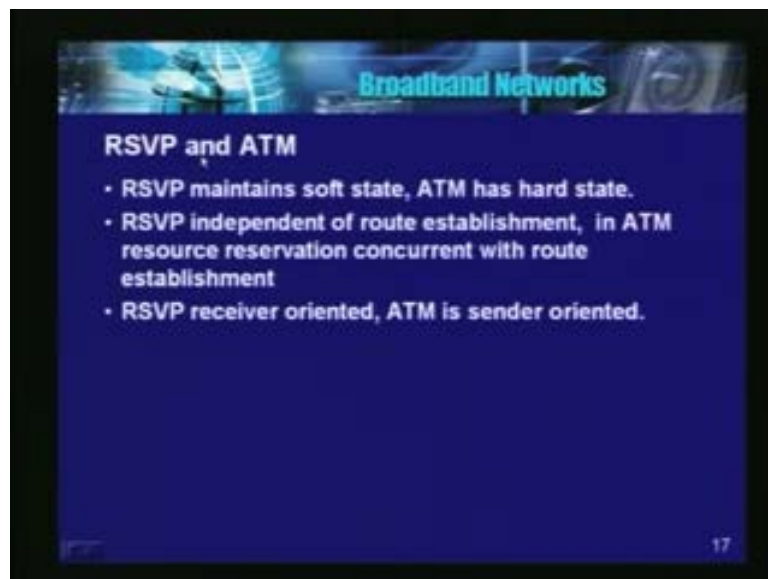 Broadband Networks
RSVP and ATM
• RSVP maintains soft state, ATM has hard state.
• RSVP independent of route establishment, in ATM
resource reservation concurrent with route
establishment
• RSVP receiver oriented, ATM is sender oriented.
17